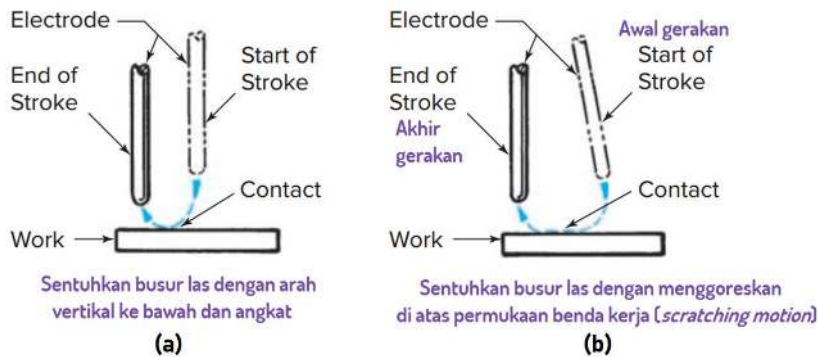 Electrode
Start of
Stroke
End of
Stroke
Contact
Work
Sentuhkan busur las dengan arah
vertikal ke bawah dan angkat
(a)
Electrode
Awal gerakan
Start of
Stroke
End of
Stroke
Akhir
gerakan
Contact
Work
Sentuhkan busur las dengan menggoreskan
di atas permukaan benda kerja (scratching motion)
(b)